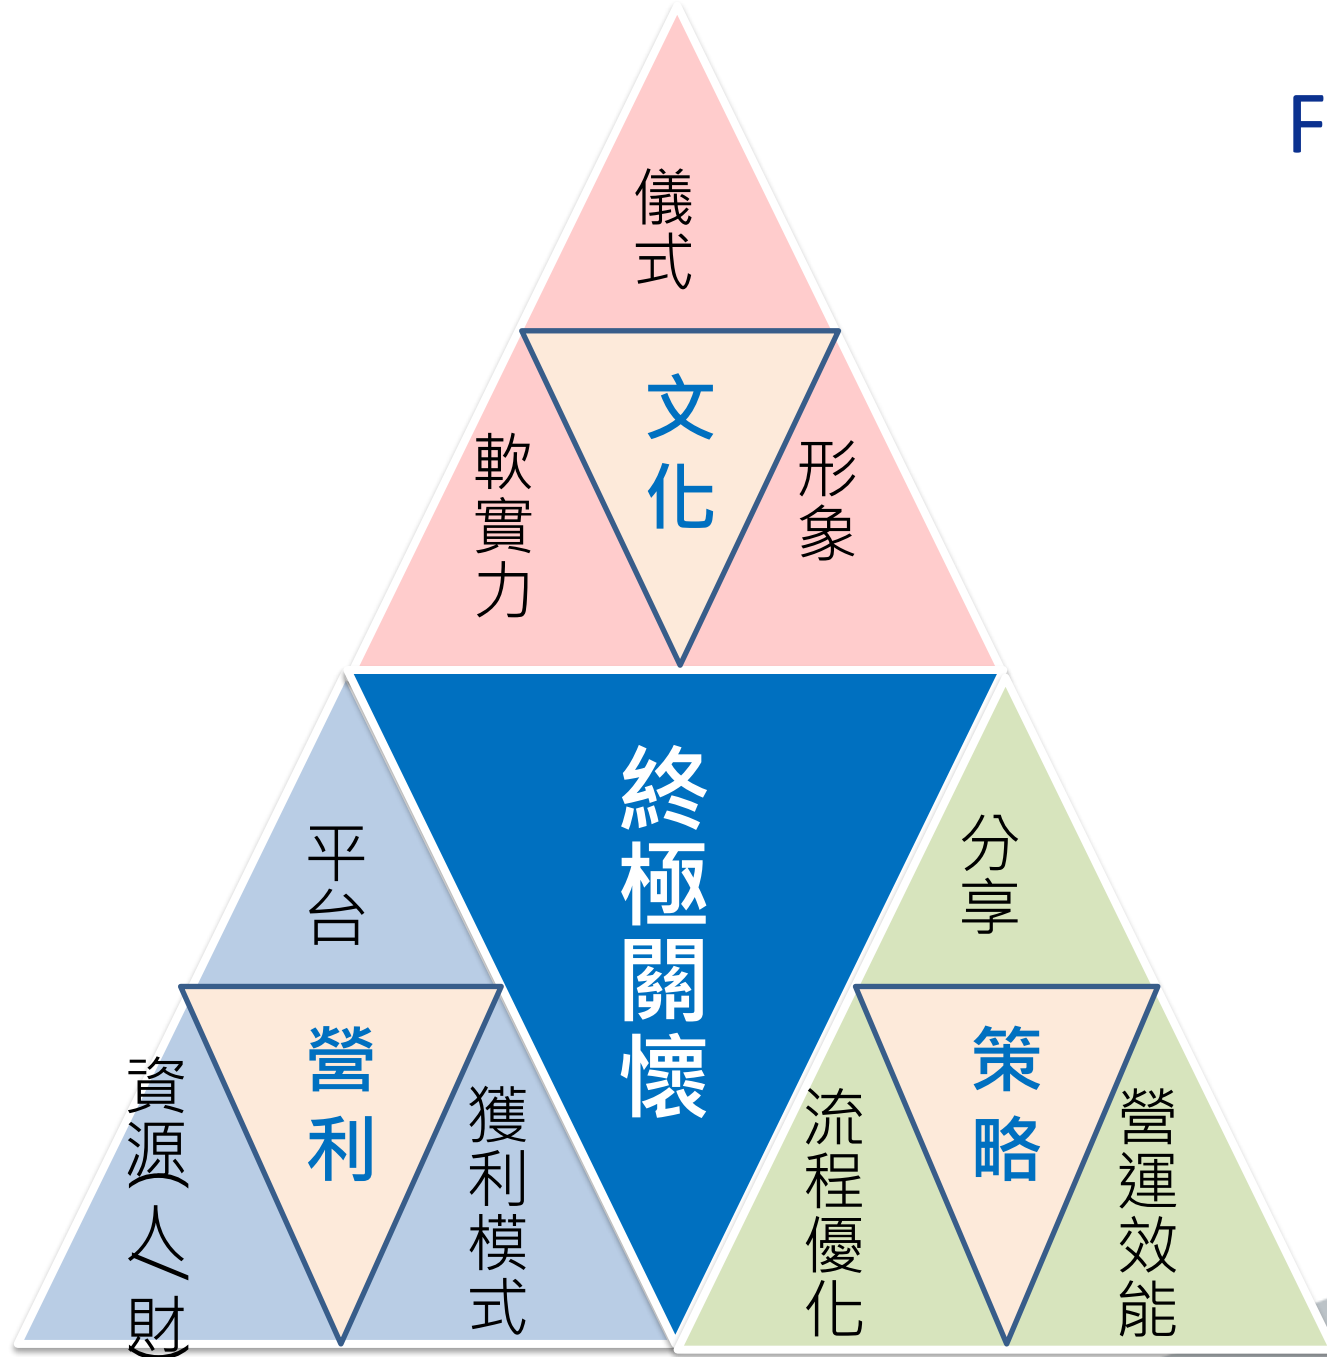 F
儀式
文化
軟實力
形象
終極關懷
平台
營利
資源(人/財)
獲利模式
分享
策略
流程優化
營運效能